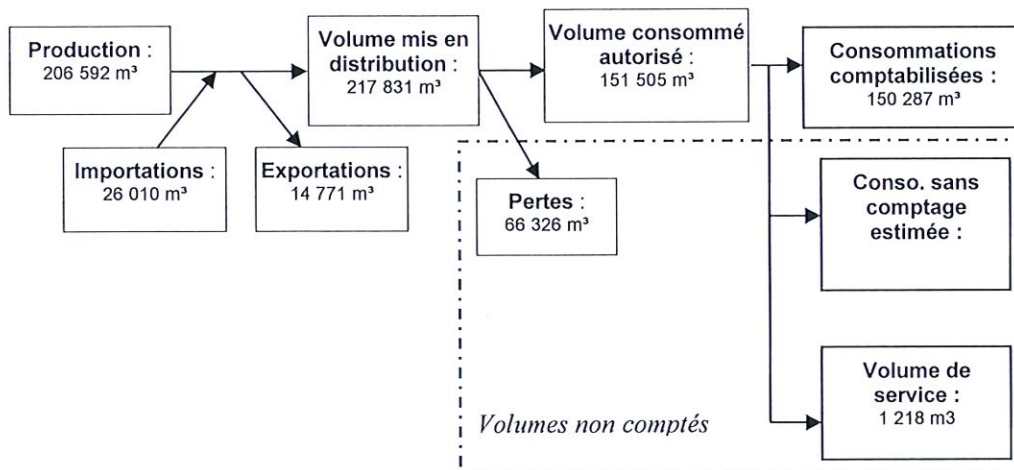 Production :
206 592 m³
Volume mis en
distribution :
217 831 m³
Volume consommé
autorisé :
151 505 m³
Consommations
comptabilisées :
150 287 m³
Importations :
26 010 m³
Exportations :
14 771 m³
Pertes :
66 326 m³
Conso. sans
comptage
estimée :
Volume de
service :
1 218 m3
Volumes non comptés